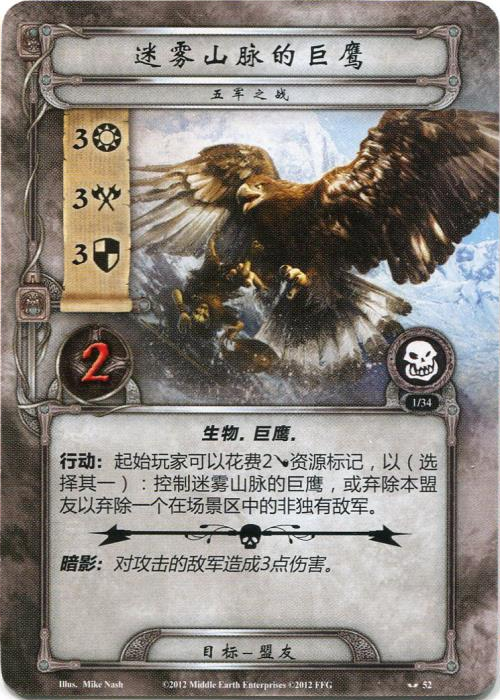 迷雾山脉的巨鹰
五军之战
3
3
3
2
1/34
生物. 巨鹰.
行动: 起始玩家可以花费2 资源标记，以（选
择其一）：控制迷雾山脉的巨鹰，或弃除本盟
友以弃除一个在场景区中的非独有敌军。
暗影: 对攻击的敌军造成3点伤害。
目标–盟友
Illus. Mike Nash ©2012 Middle Earth Enterprises ©2012 FFG 52